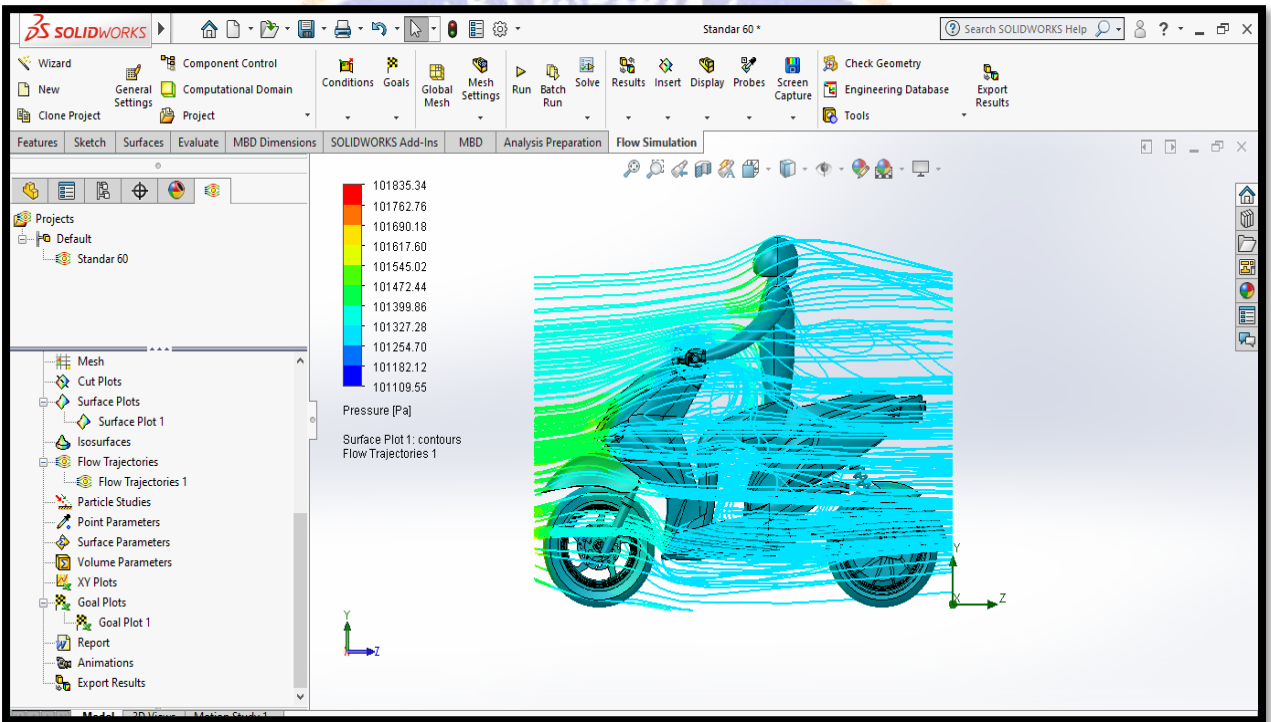 SOLIDWORKS
Standar 60 *
Search SOLIDWORKS Help
?
Wizard
New
Clone Project
General Settings
Component Control
Computational Domain
Project
Conditions
Goals
Global Mesh
Mesh Settings
Run
Batch Run
Solve
Results
Insert
Display
Probes
Screen Capture
Check Geometry
Engineering Database
Tools
Export Results
Features
Sketch
Surfaces
Evaluate
MBD Dimensions
SOLIDWORKS Add-Ins
MBD
Analysis Preparation
Flow Simulation
Projects
Default
Standar 60
Mesh
Cut Plots
Surface Plots
Surface Plot 1
Isosurfaces
Flow Trajectories
Flow Trajectories 1
Particle Studies
Point Parameters
Surface Parameters
Volume Parameters
XY Plots
Goal Plots
Goal Plot 1
Report
Animations
Export Results
101835.34
101762.76
101690.18
101617.60
101545.02
101472.44
101399.86
101327.28
101254.70
101182.12
101109.55
Pressure [Pa]
Surface Plot 1: contours
Flow Trajectories 1
Y
X
Z
Y
Z
Model
3D Views
Motion Study 1